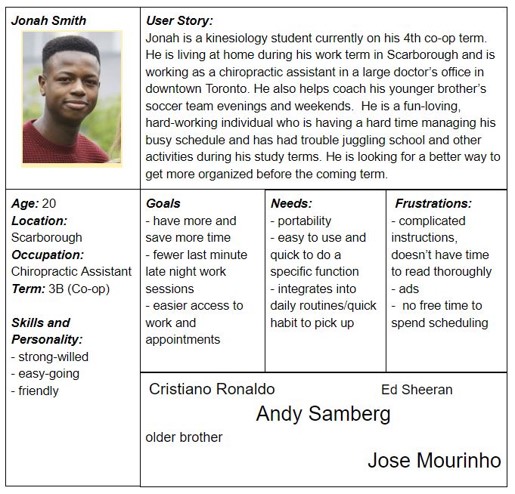 Jonah Smith
User Story:
Jonah is a kinesiology student currently on his 4th co-op term.
He is living at home during his work term in Scarborough and is
working as a chiropractic assistant in a large doctor's office in
downtown Toronto. He also helps coach his younger brother's
soccer team evenings and weekends.  He is a fun-loving,
hard-working individual who is having a hard time managing his
busy schedule and has had trouble juggling school and other
activities during his study terms. He is looking for a better way to
get more organized before the coming term.
Age: 20
Location:
Scarborough
Occupation:
Chiropractic Assistant
Term: 3B (Co-op)
Skills and
Personality:
- strong-willed
- easy-going
- friendly
Goals
- have more and
save more time
- fewer last minute
late night work
sessions
- easier access to
work and
appointments
Needs:
- portability
- easy to use and
quick to do a
specific function
- integrates into
daily routines/quick
habit to pick up
Frustrations:
- complicated
instructions,
doesn't have time
to read thoroughly
- ads
-  no free time to
spend scheduling
Cristiano Ronaldo
Ed Sheeran
Andy Samberg
older brother
Jose Mourinho